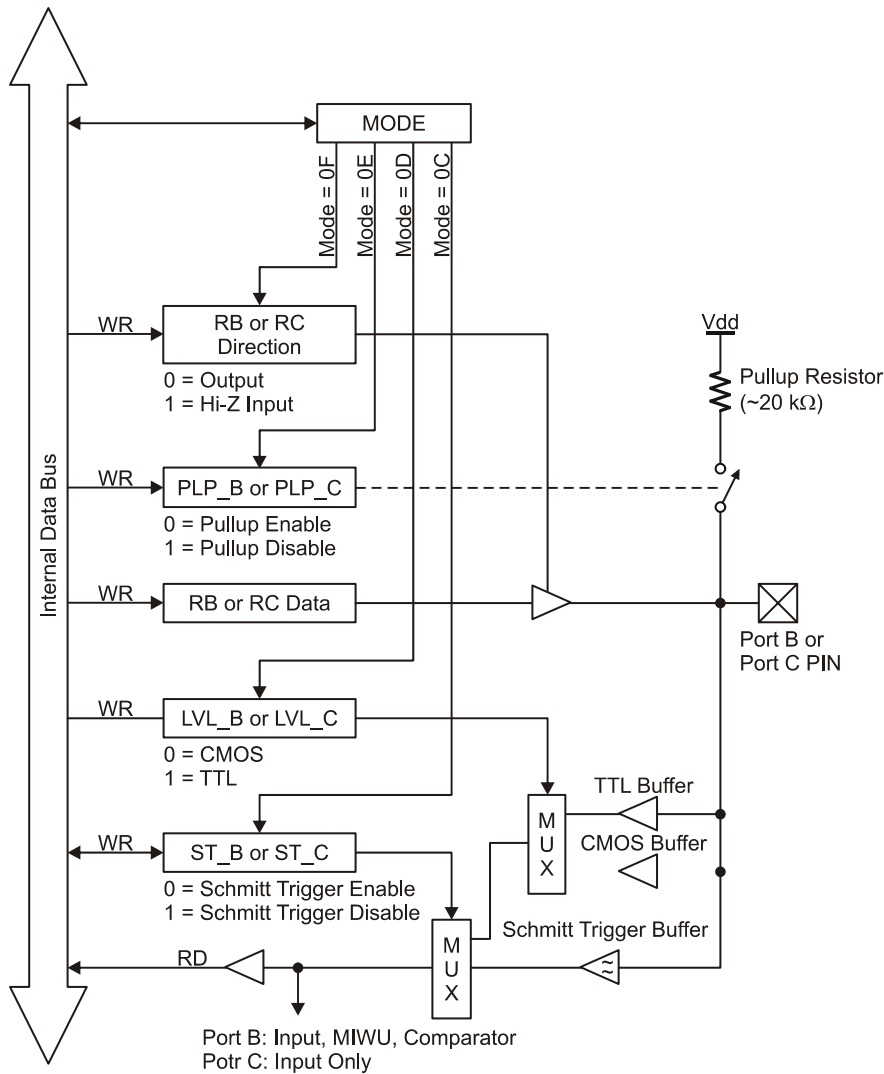 MODE
Mode = 0F
Mode = 0E
Mode = 0D
Mode = 0C
Internal Data Bus
WR
RB or RC
Direction
0 = Output
1 = Hi-Z Input
Vdd
Pullup Resistor
(~20 kΩ)
WR
PLP_B or PLP_C
0 = Pullup Enable
1 = Pullup Disable
WR
RB or RC Data
Port B or
Port C PIN
WR
LVL_B or LVL_C
0 = CMOS
1 = TTL
TTL Buffer
MUX
CMOS Buffer
WR
ST_B or ST_C
0 = Schmitt Trigger Enable
1 = Schmitt Trigger Disable
Schmitt Trigger Buffer
MUX
RD
Port B: Input, MIWU, Comparator
Potr C: Input Only